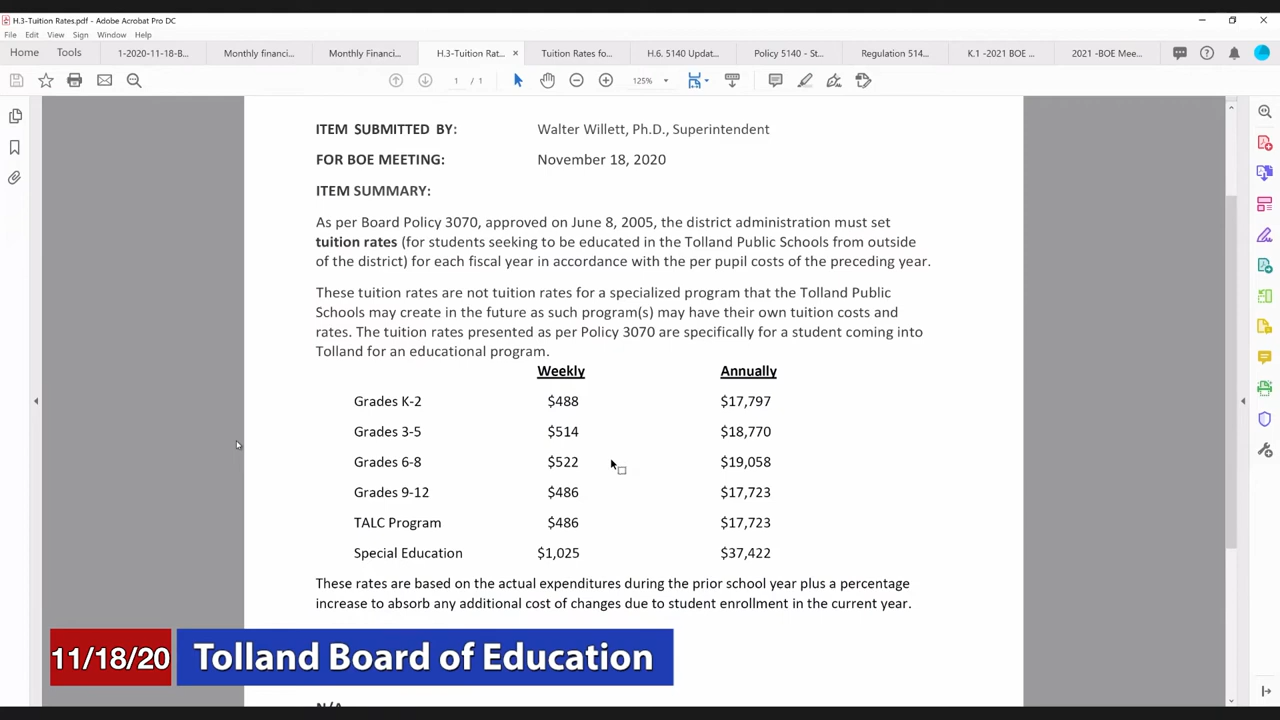 H.3-Tuition Rates.pdf - Adobe Acrobat Pro DC
File Edit View Sign Window Help
Home Tools 1-2020-11-18-B... Monthly financi... Monthly Financi... H.3-Tuition Rat... × Tuition Rates fo... H.6. 5140 Updat... Policy 5140 - St... Regulation 514... K.1 -2021 BOE ... 2021 -BOE Mee...
1 / 1 125%
ITEM SUBMITTED BY: Walter Willett, Ph.D., Superintendent
FOR BOE MEETING: November 18, 2020
ITEM SUMMARY:
As per Board Policy 3070, approved on June 8, 2005, the district administration must set
tuition rates (for students seeking to be educated in the Tolland Public Schools from outside
of the district) for each fiscal year in accordance with the per pupil costs of the preceding year.
These tuition rates are not tuition rates for a specialized program that the Tolland Public
Schools may create in the future as such program(s) may have their own tuition costs and
rates. The tuition rates presented as per Policy 3070 are specifically for a student coming into
Tolland for an educational program.
Weekly Annually
Grades K-2 $488 $17,797
Grades 3-5 $514 $18,770
Grades 6-8 $522 $19,058
Grades 9-12 $486 $17,723
TALC Program $486 $17,723
Special Education $1,025 $37,422
These rates are based on the actual expenditures during the prior school year plus a percentage
increase to absorb any additional cost of changes due to student enrollment in the current year.
11/18/20 Tolland Board of Education
N/A